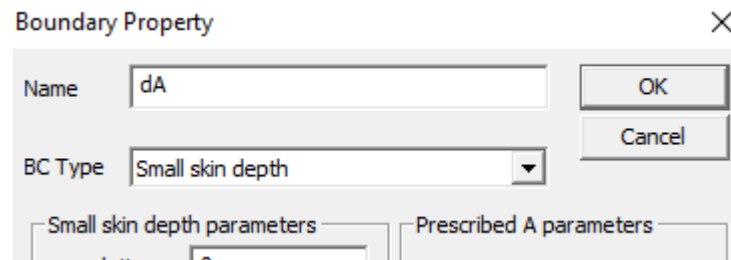 Boundary Property
Name dA OK
Cancel
BC Type Small skin depth
Small skin depth parameters Prescribed A parameters